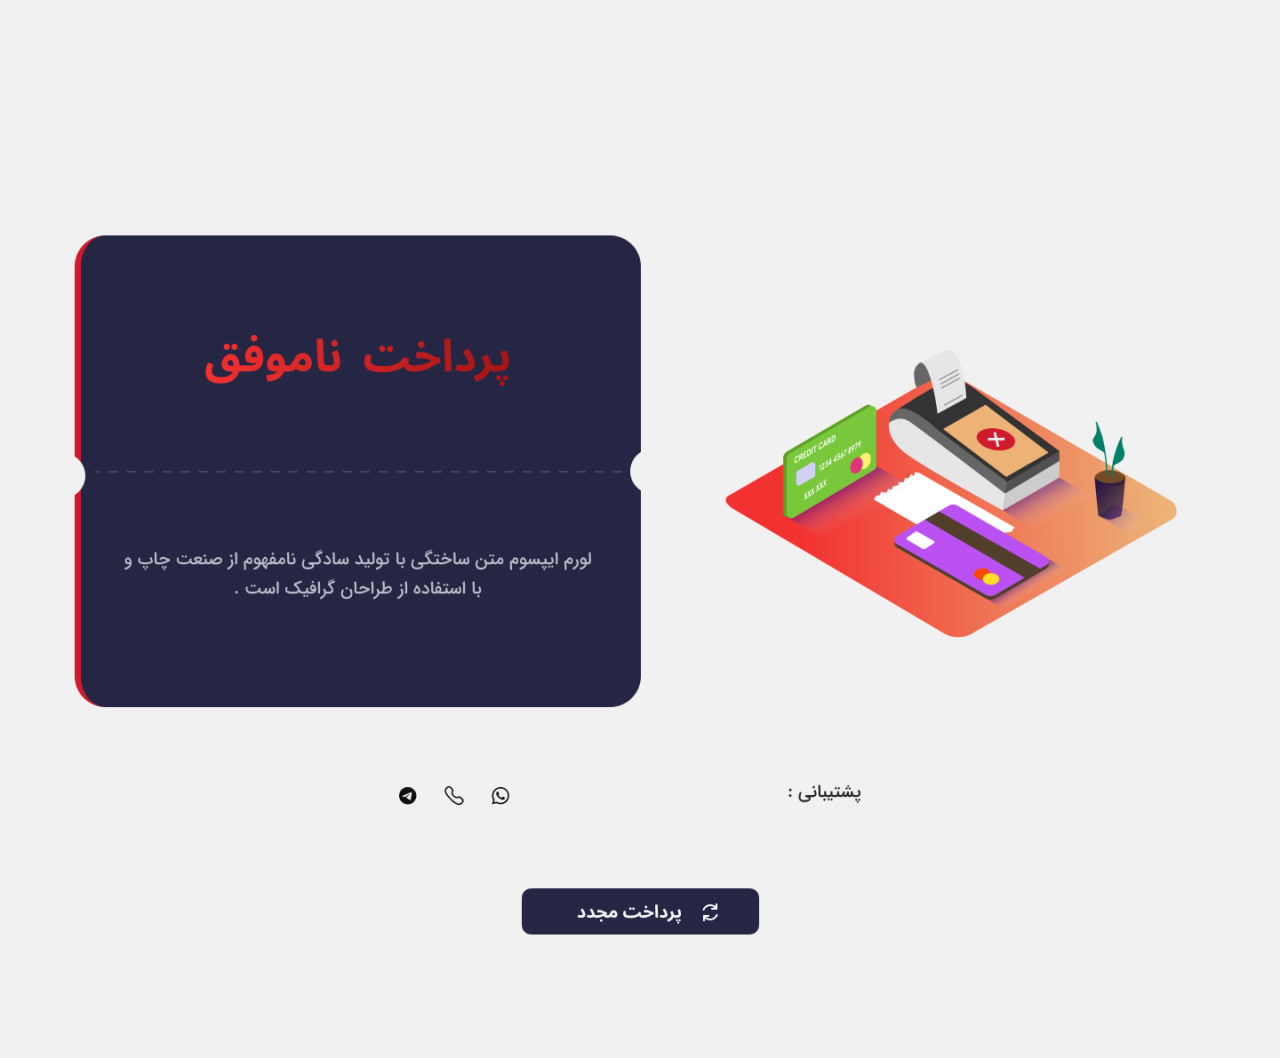 پرداخت ناموفق
لورم ایپسوم متن ساختگی با تولید سادگی نامفهوم از صنعت چاپ و
با استفاده از طراحان گرافیک است .
CREDIT CARD
1234 4567 8979
XXX XXX
پشتیبانی :
پرداخت مجدد